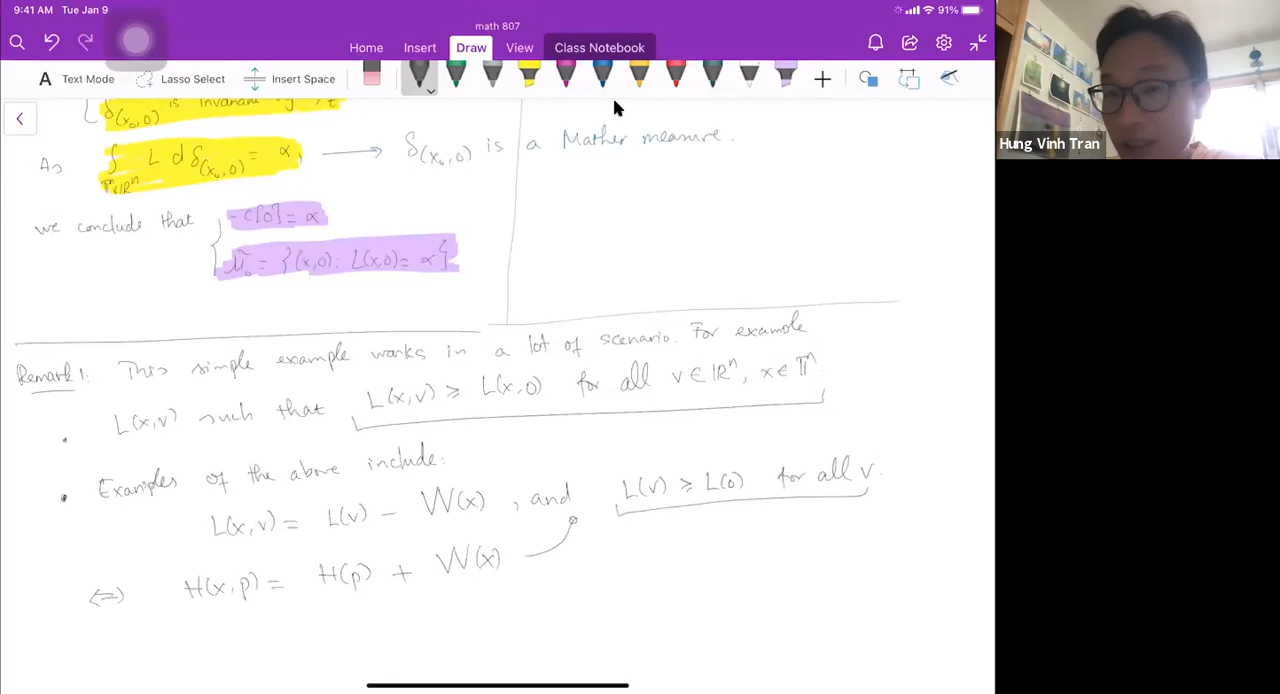 9:41 AM Tue Jan 9
91%
math 807
Home Insert Draw View Class Notebook
A Text Mode Lasso Select Insert Space
δ(x₀,0) is invariant
As ∫ L dδ(x₀,0) = α, ⟶ δ(x₀,0) is a Mather measure.
𝕋ⁿ×ℝⁿ
we conclude that { -c[0] = α
M̃₀ = {(x,0): L(x,0) = α}
Hung Vinh Tran
Remark 1: This simple example works in a lot of scenario. For example
• L(x,v) such that L(x,v) ≥ L(x,0) for all v ∈ ℝⁿ, x ∈ 𝕋ⁿ.
• Examples of the above include:
L(x,v) = L(v) − W(x), and L(v) ≥ L(0) for all v.
⇔ H(x,p) = H(p) + W(x)